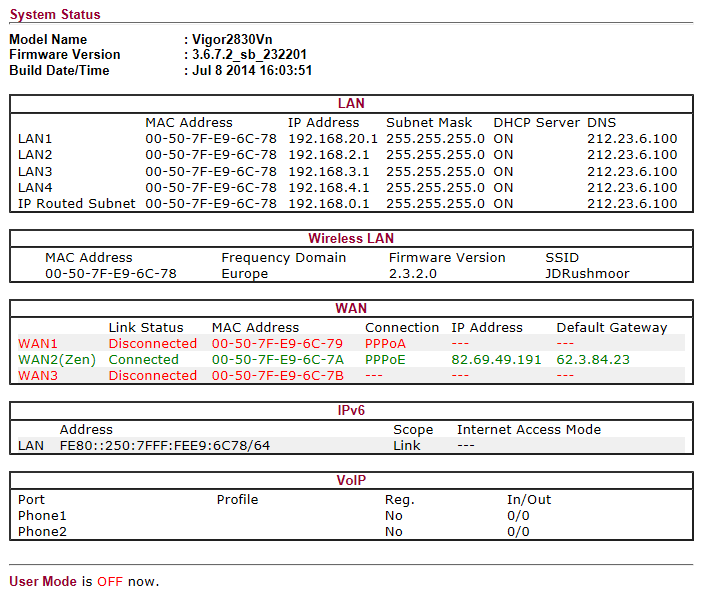 System Status
Model Name : Vigor2830Vn
Firmware Version : 3.6.7.2_sb_232201
Build Date/Time : Jul 8 2014 16:03:51
LAN
MAC Address IP Address Subnet Mask DHCP Server DNS
LAN1 00-50-7F-E9-6C-78 192.168.20.1 255.255.255.0 ON 212.23.6.100
LAN2 00-50-7F-E9-6C-78 192.168.2.1 255.255.255.0 ON 212.23.6.100
LAN3 00-50-7F-E9-6C-78 192.168.3.1 255.255.255.0 ON 212.23.6.100
LAN4 00-50-7F-E9-6C-78 192.168.4.1 255.255.255.0 ON 212.23.6.100
IP Routed Subnet 00-50-7F-E9-6C-78 192.168.0.1 255.255.255.0 ON 212.23.6.100
Wireless LAN
MAC Address Frequency Domain Firmware Version SSID
00-50-7F-E9-6C-78 Europe 2.3.2.0 JDRushmoor
WAN
Link Status MAC Address Connection IP Address Default Gateway
WAN1 Disconnected 00-50-7F-E9-6C-79 PPPoA --- ---
WAN2(Zen) Connected 00-50-7F-E9-6C-7A PPPoE 82.69.49.191 62.3.84.23
WAN3 Disconnected 00-50-7F-E9-6C-7B --- --- ---
IPv6
Address Scope Internet Access Mode
LAN FE80::250:7FFF:FEE9:6C78/64 Link ---
VoIP
Port Profile Reg. In/Out
Phone1 No 0/0
Phone2 No 0/0
User Mode is OFF now.